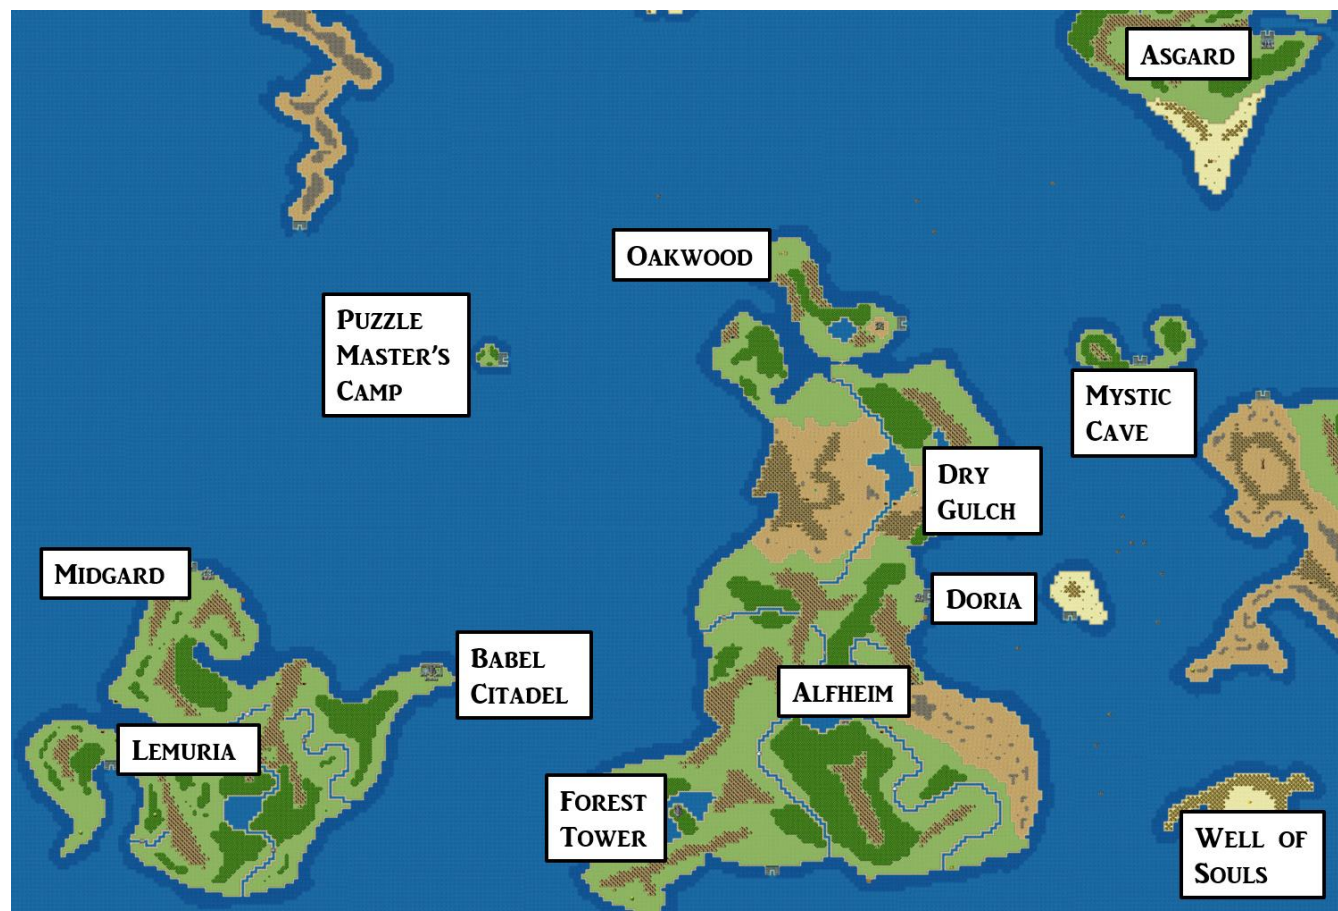 Asgard
Oakwood
Puzzle
Master's
Camp
Mystic
Cave
Dry
Gulch
Midgard
Doria
Babel
Citadel
Alfheim
Lemuria
Forest
Tower
Well of
Souls